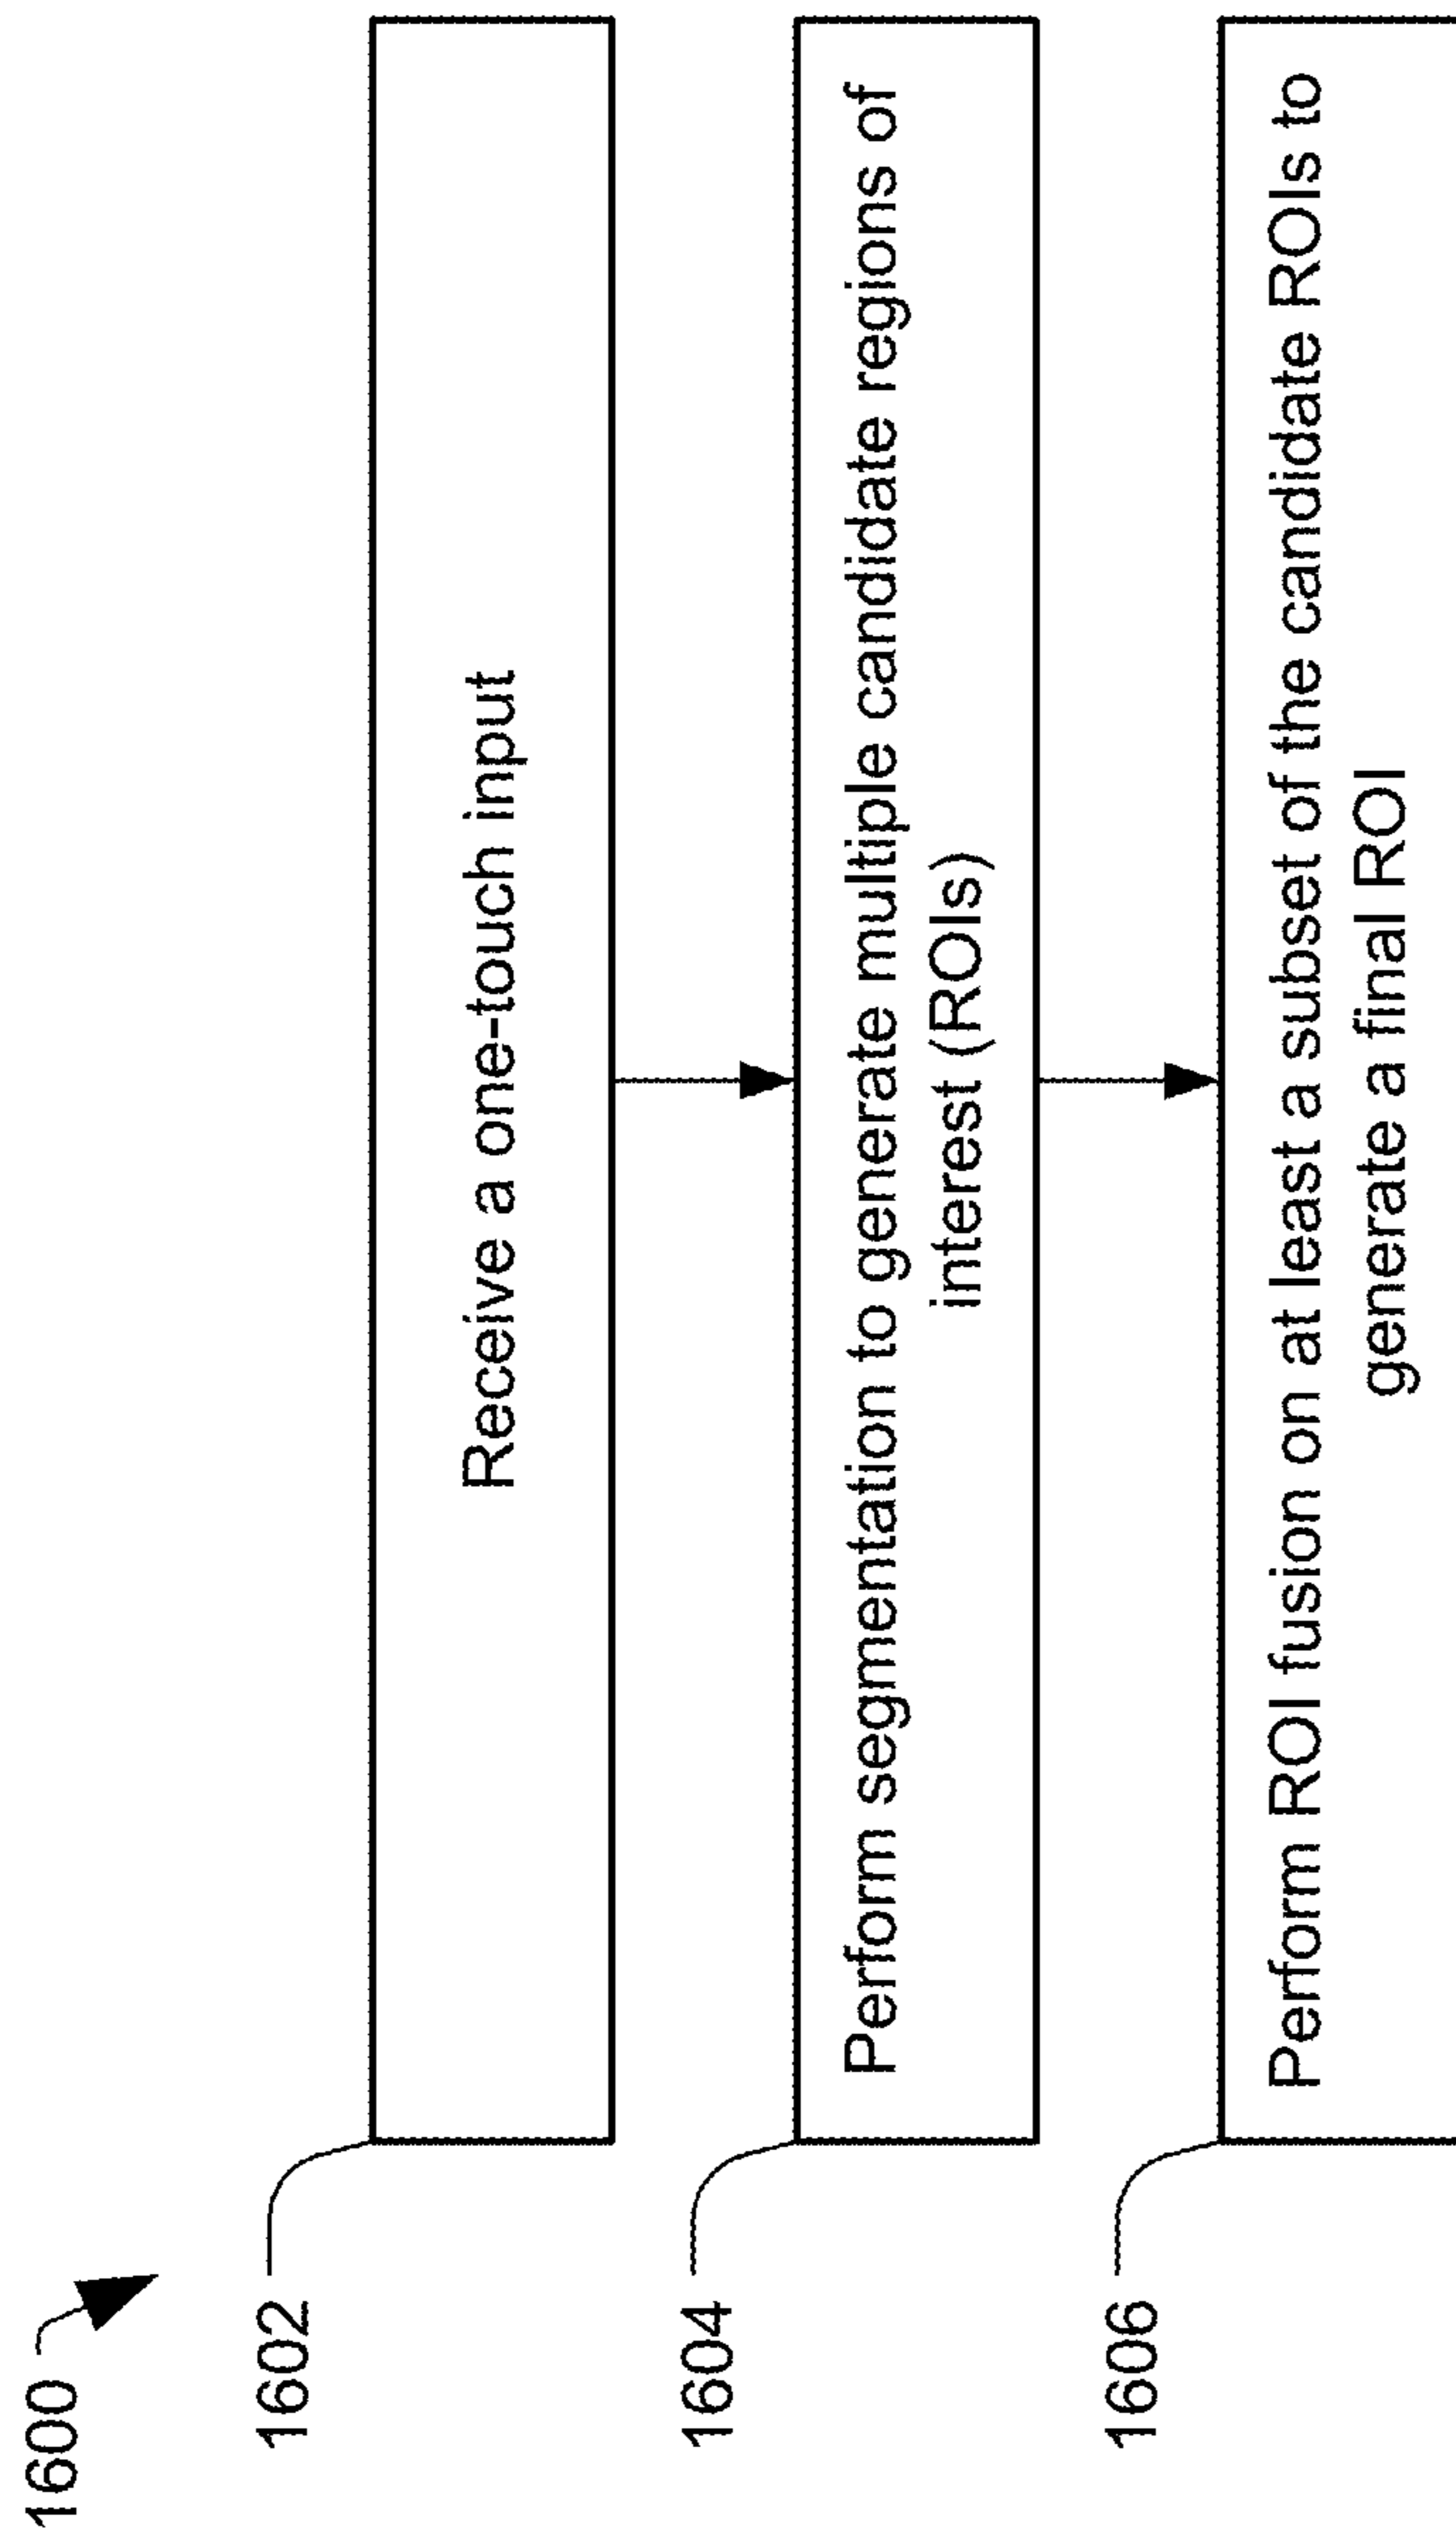 1600
1602
Receive a one-touch input
1604
Perform segmentation to generate multiple candidate regions of
interest (ROIs)
1606
Perform ROI fusion on at least a subset of the candidate ROIs to
generate a final ROI